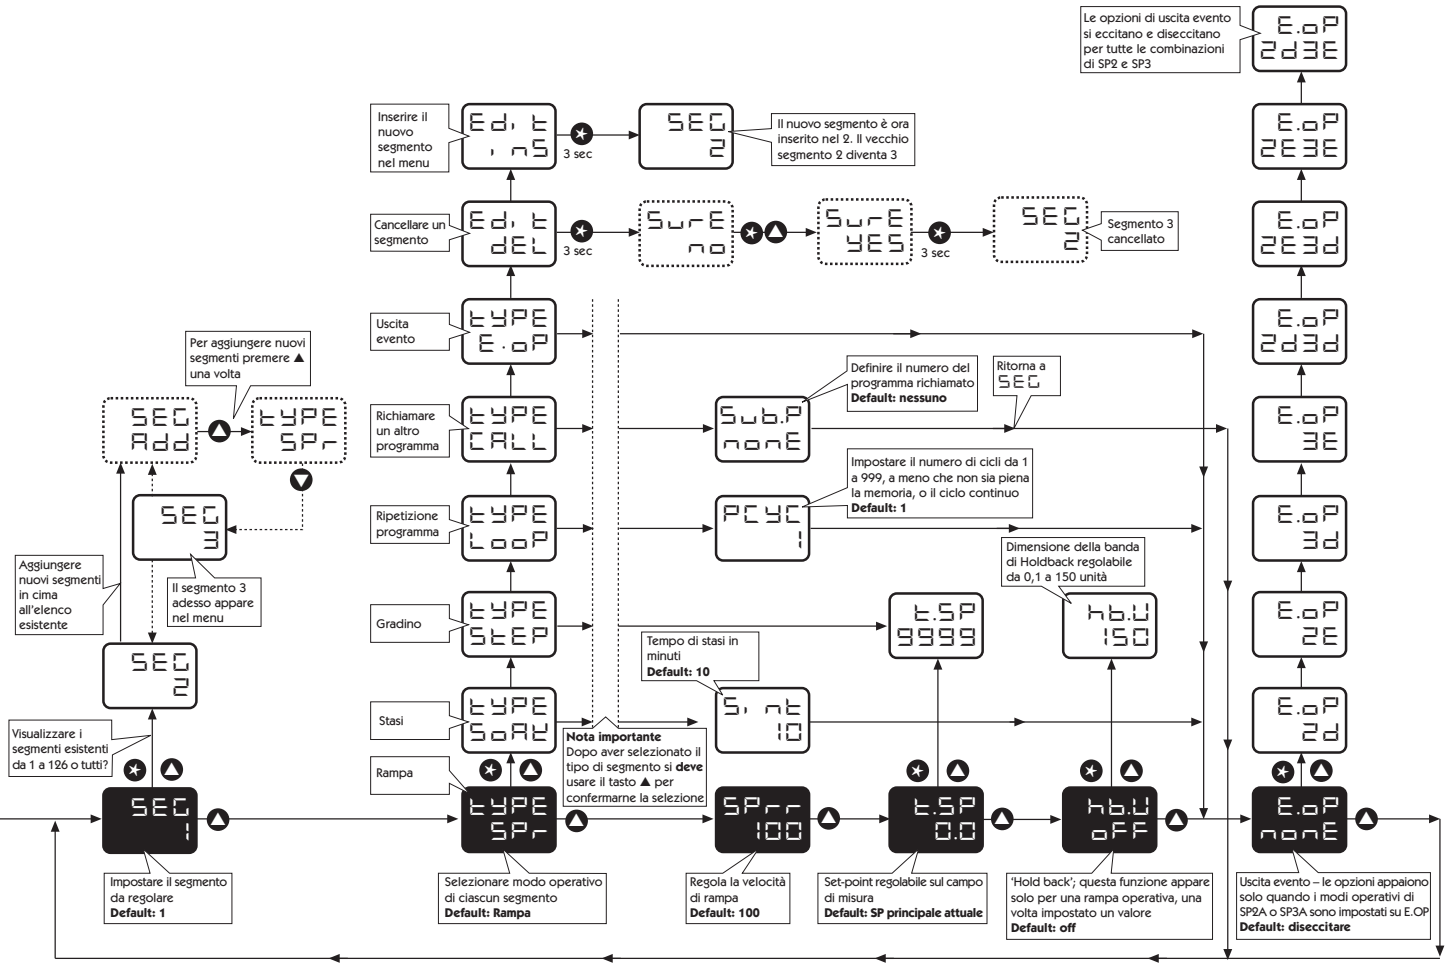 Le opzioni di uscita evento
si eccitano e diseccitano
per tutte le combinazioni
di SP2 e SP3
E.oP
2d3E
Inserire il
nuovo
segmento
nel menu
Edit
inS
3 sec
SEG
2
Il nuovo segmento è ora
inserito nel 2. Il vecchio
segmento 2 diventa 3
E.oP
2E3E
Cancellare un
segmento
Edit
dEL
3 sec
SurE
no
SurE
YES
3 sec
SEG
2
Segmento 3
cancellato
E.oP
2E3d
Uscita
evento
tYPE
E.oP
E.oP
2d3d
Per aggiungere nuovi
segmenti premere ▲
una volta
SEG
Add
tYPE
SPr
Richiamare
un altro
programma
tYPE
CALL
Sub.P
nonE
Definire il numero del
programma richiamato
Default: nessuno
Ritorna a
SEG
E.oP
3E
SEG
3
Il segmento 3
adesso appare
nel menu
Aggiungere
nuovi segmenti
in cima
all'elenco
esistente
Ripetizione
programma
tYPE
LooP
PCYC
1
Impostare il numero di cicli da 1
a 999, a meno che non sia piena
la memoria, o il ciclo continuo
Default: 1
E.oP
3d
Gradino
tYPE
StEP
t.SP
9999
Dimensione della banda
di Holdback regolabile
da 0,1 a 150 unità
hb.U
150
E.oP
2E
SEG
2
Visualizzare i
segmenti esistenti
da 1 a 126 o tutti?
Stasi
tYPE
SoAK
Tempo di stasi in
minuti
Default: 10
Sint
10
E.oP
2d
Nota importante
Dopo aver selezionato il
tipo di segmento si deve
usare il tasto ▲ per
confermarne la selezione
Rampa
SEG
1
tYPE
SPr
SPrr
100
t.SP
0.0
hb.U
oFF
E.oP
nonE
Impostare il segmento
da regolare
Default: 1
Selezionare modo operativo
di ciascun segmento
Default: Rampa
Regola la velocità
di rampa
Default: 100
Set-point regolabile sul campo
di misura
Default: SP principale attuale
'Hold back'; questa funzione appare
solo per una rampa operativa, una
volta impostato un valore
Default: off
Uscita evento – le opzioni appaiono
solo quando i modi operativi di
SP2A o SP3A sono impostati su E.OP
Default: diseccitare